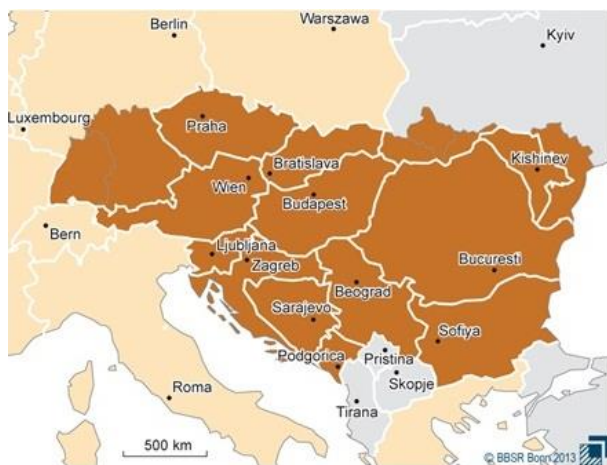 Berlin
Warszawa
Kyiv
Luxembourg
Praha
Kishinev
Bratislava
Wien
Budapest
Bern
Ljubljana
Zagreb
Bucuresti
Beograd
Sarajevo
Sofiya
Podgorica
Pristina
Skopje
Roma
Tirana
500 km
© BBSR Bonn 2013